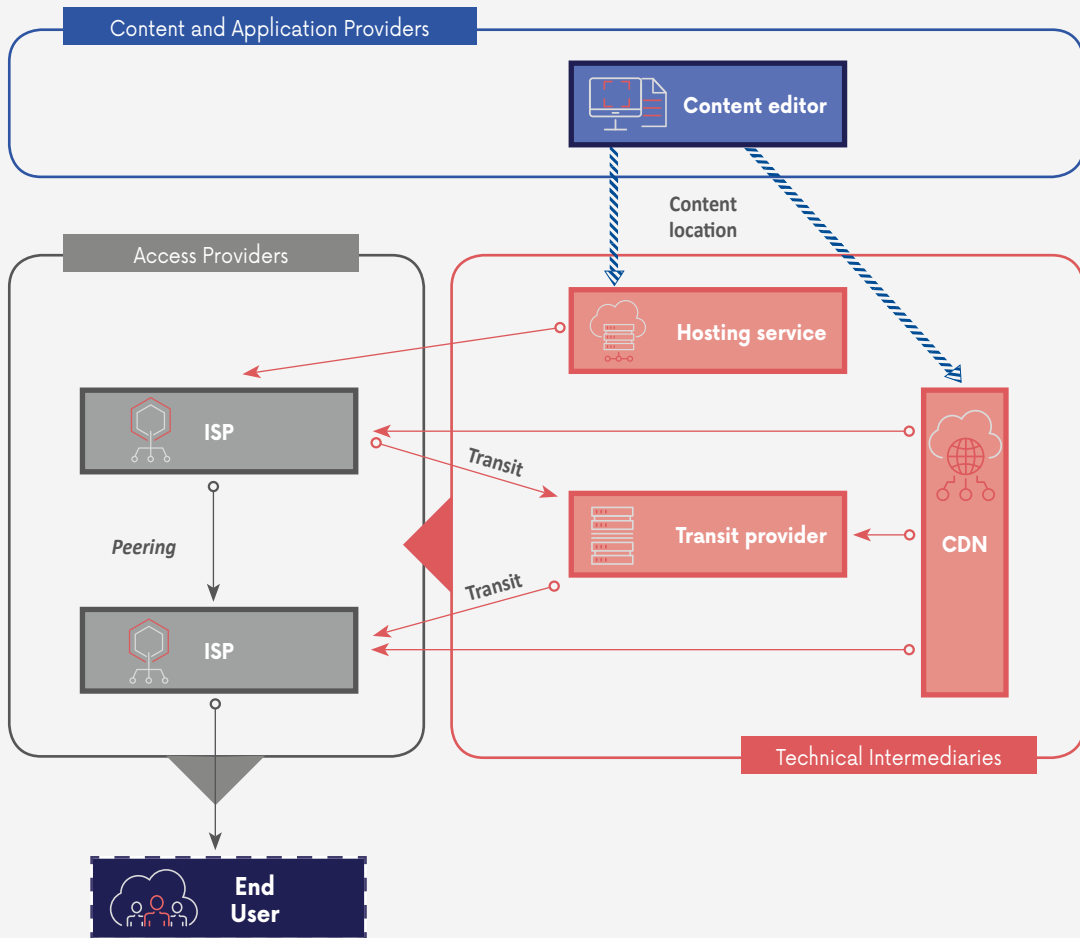 Content and Application Providers
Content editor
Content
location
Access Providers
Hosting service
ISP
Transit
Peering
Transit provider
CDN
Transit
ISP
Technical Intermediaries
End
User